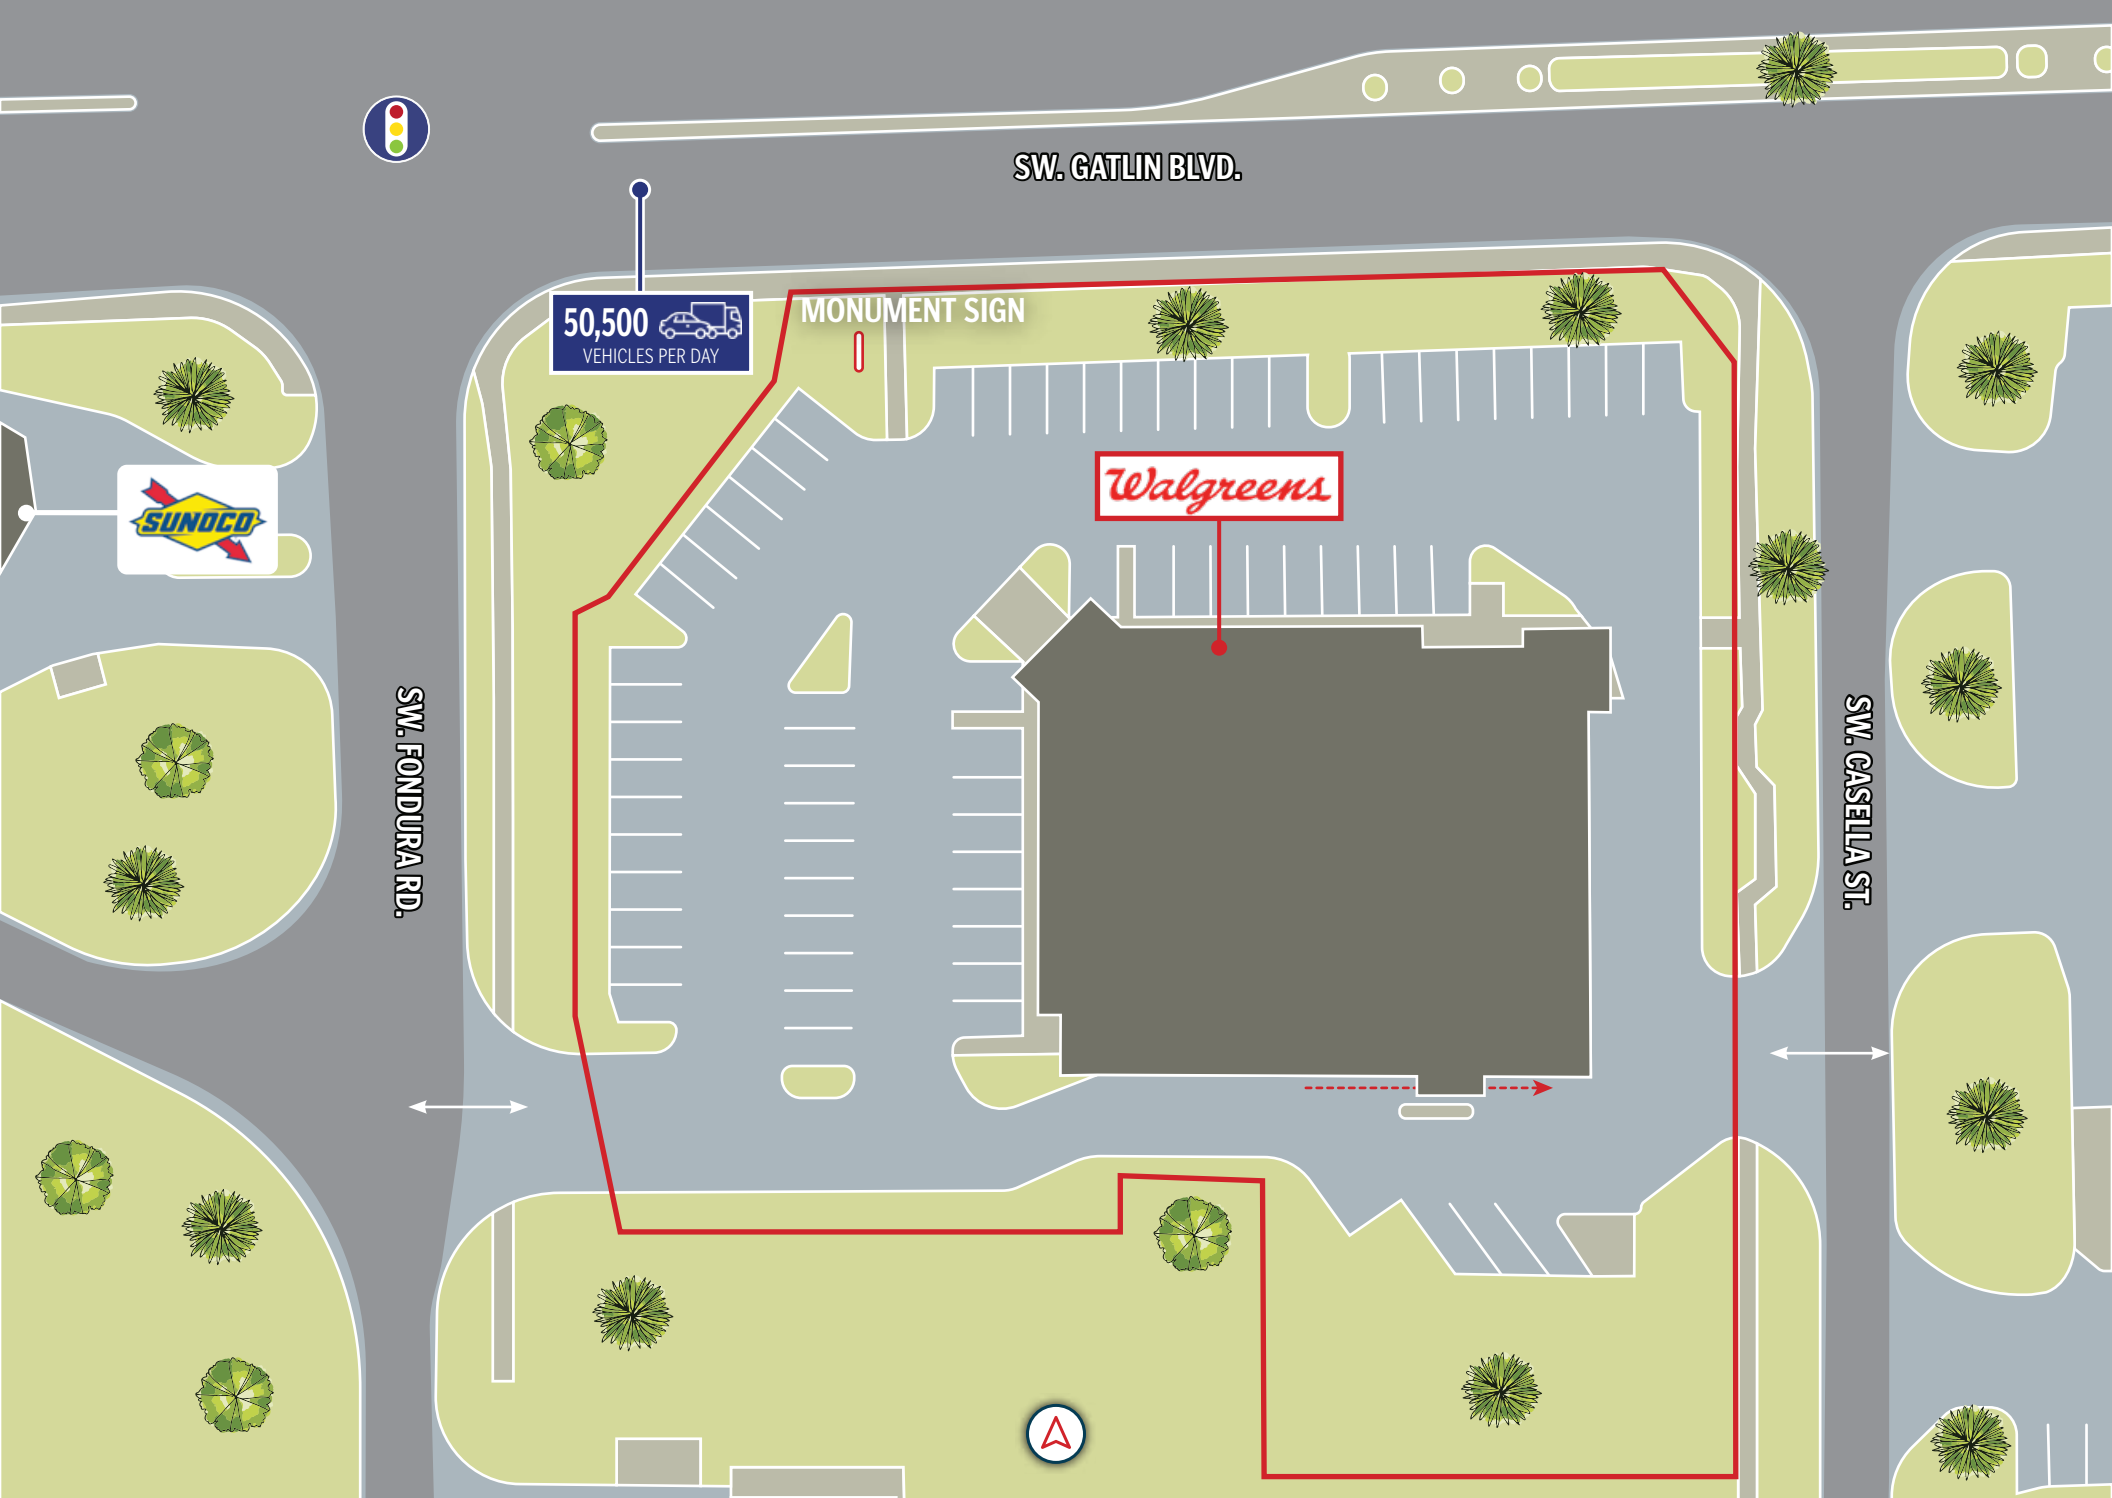 SW. GATLIN BLVD.
50,500
VEHICLES PER DAY
MONUMENT SIGN
Walgreens
SUNOCO
SW. FONDURA RD.
SW. CASELLA ST.